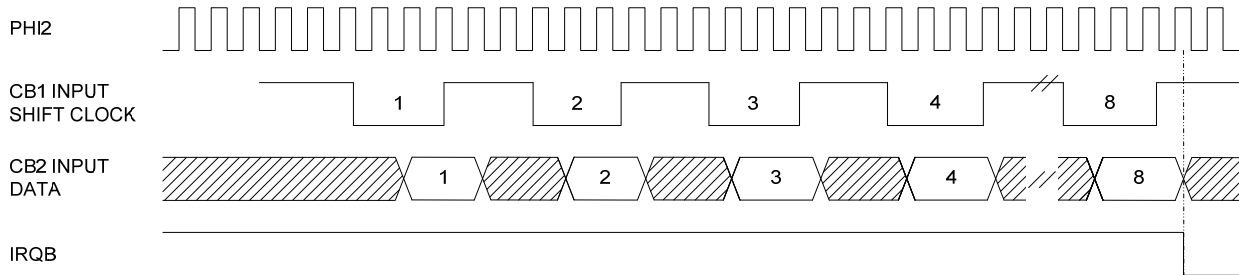 PHI2
CB1 INPUT
SHIFT CLOCK
1 2 3 4 8
CB2 INPUT
DATA
1 2 3 4 8
IRQB